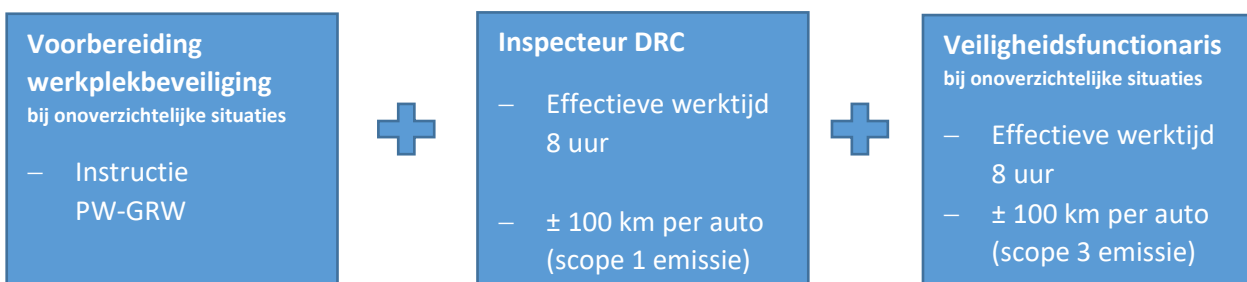 Voorbereiding
werkplekbeveiliging
bij onoverzichtelijke situaties
– Instructie
PW-GRW
Inspecteur DRC
– Effectieve werktijd
8 uur
– ± 100 km per auto
(scope 1 emissie)
Veiligheidsfunctionaris
bij onoverzichtelijke situaties
– Effectieve werktijd
8 uur
– ± 100 km per auto
(scope 3 emissie)